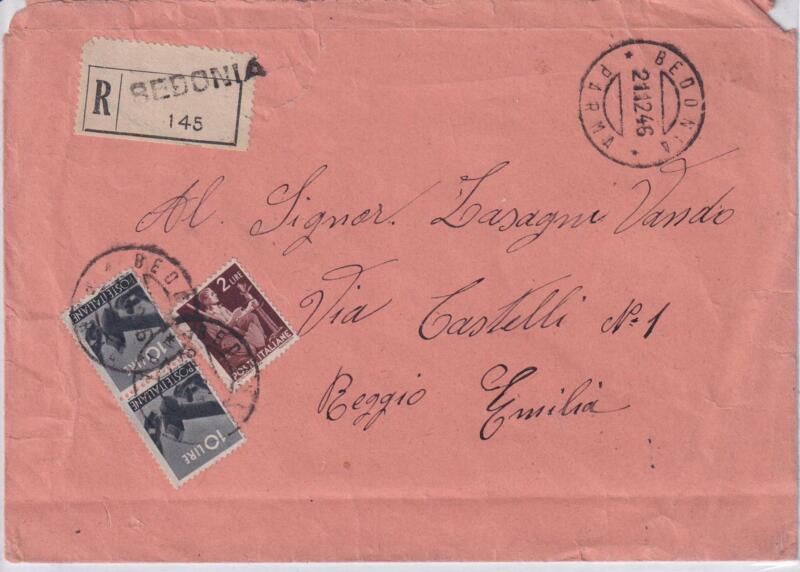 R BEDONIA
145
BEDONIA
21.12.46
* PARMA *
Al. Signor. Lasagni Vando
Via Castelli N. 1
Reggio Emilia
2 LIRE
POSTE ITALIANE
POSTE ITALIANE
10 LIRE
POSTE ITALIANE
10 LIRE